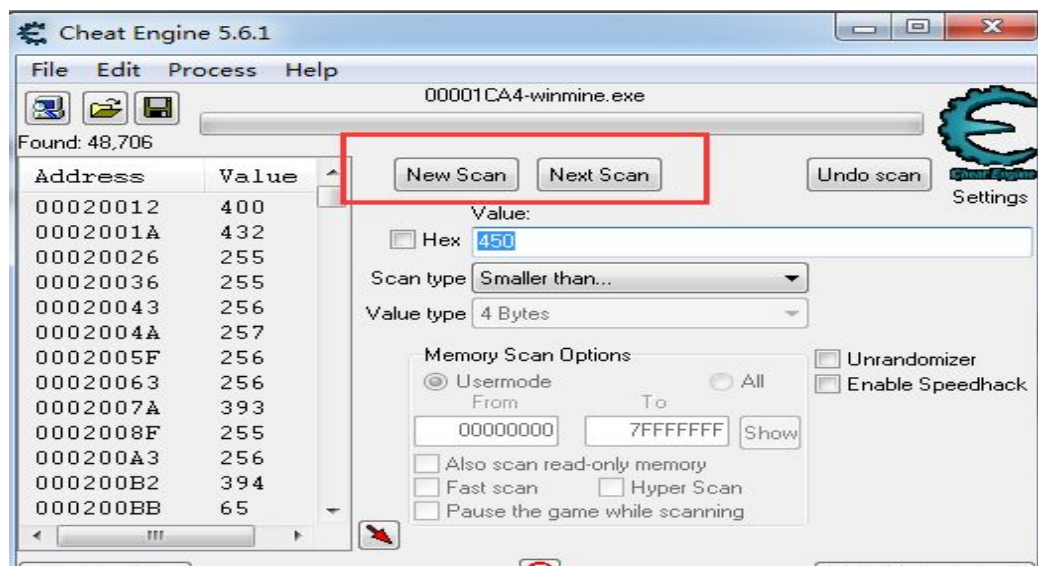 Cheat Engine 5.6.1
File Edit Process Help
00001CA4-winmine.exe
Found: 48,706
Address Value
00020012 400
0002001A 432
00020026 255
00020036 255
00020043 256
0002004A 257
0002005F 256
00020063 256
0002007A 393
0002008F 255
000200A3 256
000200B2 394
000200BB 65
New Scan Next Scan Undo scan
Cheat Engine
Settings
Value:
Hex 450
Scan type Smaller than...
Value type 4 Bytes
Memory Scan Options
Usermode All
From To
00000000 7FFFFFFF Show
Also scan read-only memory
Fast scan Hyper Scan
Pause the game while scanning
Unrandomizer
Enable Speedhack